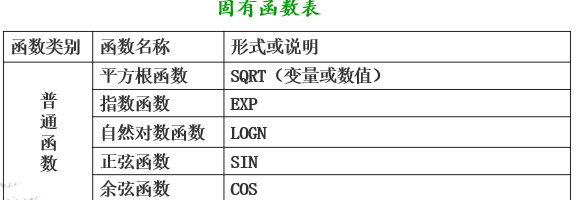 固有函数表
函数类别 函数名称 形式或说明
普通函数
平方根函数 SQRT（变量或数值）
指数函数 EXP
自然对数函数 LOGN
正弦函数 SIN
余弦函数 COS